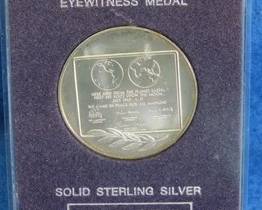 EYEWITNESS MEDAL
HERE MEN FROM THE PLANET EARTH
FIRST SET FOOT UPON THE MOON
JULY 1969, A.D.
WE CAME IN PEACE FOR ALL MANKIND
SOLID STERLING SILVER